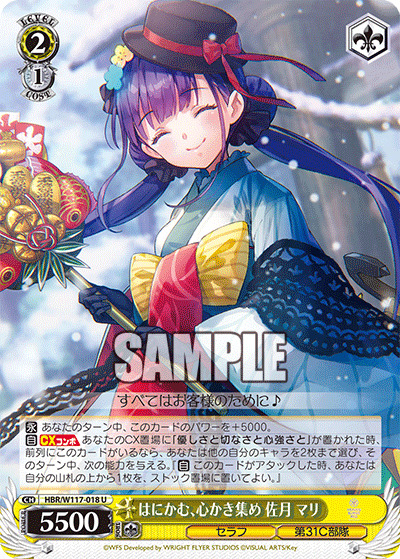 LEVEL
2
1
COST
SAMPLE
すべてはお客様のために♪
永 あなたのターン中、このカードのパワーを+5000。
自 CXコンボ あなたのCX置場に「優しさと切なさと心強さ」が置かれた時、
前列にこのカードがいるなら、あなたは他の自分のキャラを2枚まで選び、そ
のターン中、次の能力を与える。『自 このカードがアタックした時、あなたは自
分の山札の上から1枚を、ストック置場に置いてよい。』
CH HBR/W117-018 U
5500
はにかむ、心かき集め 佐月 マリ
セラフ
第31C部隊
©WFS Developed by WRIGHT FLYER STUDIOS ©VISUAL ARTS/Key